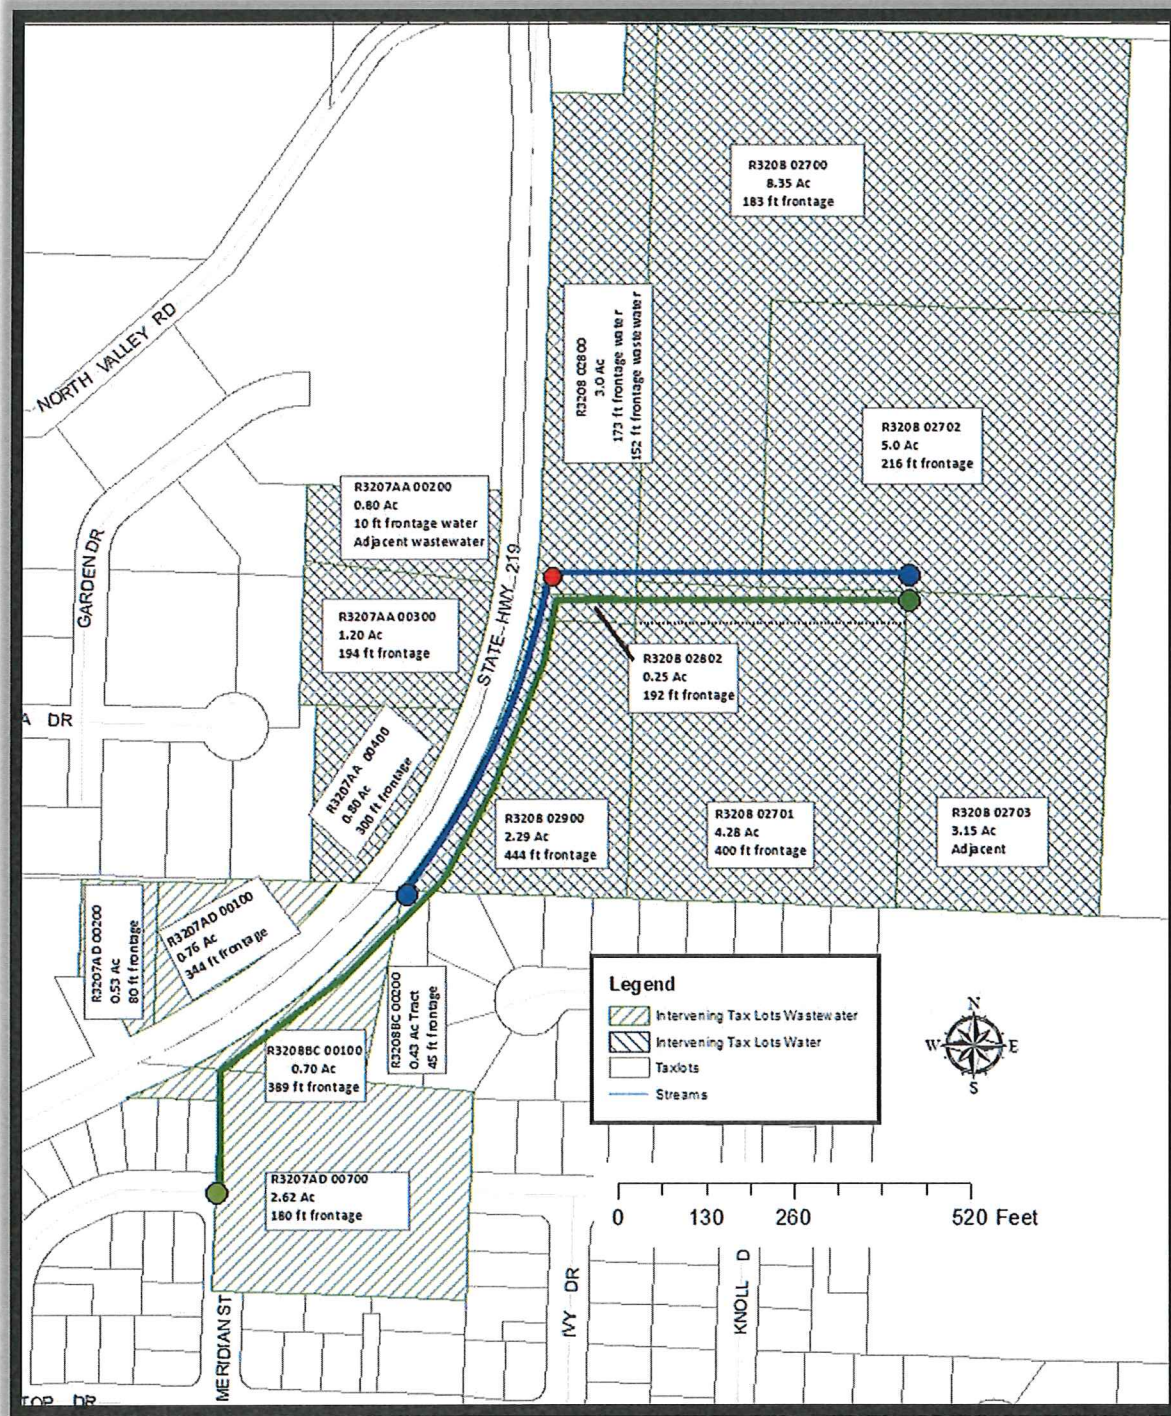 R3208 02700
8.35 Ac
183 ft frontage
NORTH VALLEY RD
R3208 02800
3.0 Ac
173 ft frontage water
152 ft frontage wastewater
R3208 02702
5.0 Ac
216 ft frontage
R3207AA 00200
0.80 Ac
10 ft frontage water
Adjacent wastewater
GARDEN DR
STATE HWY 219
R3207AA 00300
1.20 Ac
194 ft frontage
R3208 02802
0.25 Ac
192 ft frontage
A DR
R3207AA 00400
0.80 Ac
300 ft frontage
R3208 02900
2.29 Ac
444 ft frontage
R3208 02701
4.28 Ac
400 ft frontage
R3208 02703
3.15 Ac
Adjacent
R3207AD 00200
0.53 Ac
80 ft frontage
R3207AD 00100
0.76 Ac
344 ft frontage
R3208BC 00200
0.43 Ac Tract
45 ft frontage
R3208BC 00100
0.70 Ac
389 ft frontage
Legend
Intervening Tax Lots Wastewater
Intervening Tax Lots Water
Taxlots
Streams
N
W E
S
R3207AD 00700
2.62 Ac
180 ft frontage
0 130 260 520 Feet
MERIDIAN ST
IVY DR
KNOLL D
TOP DR